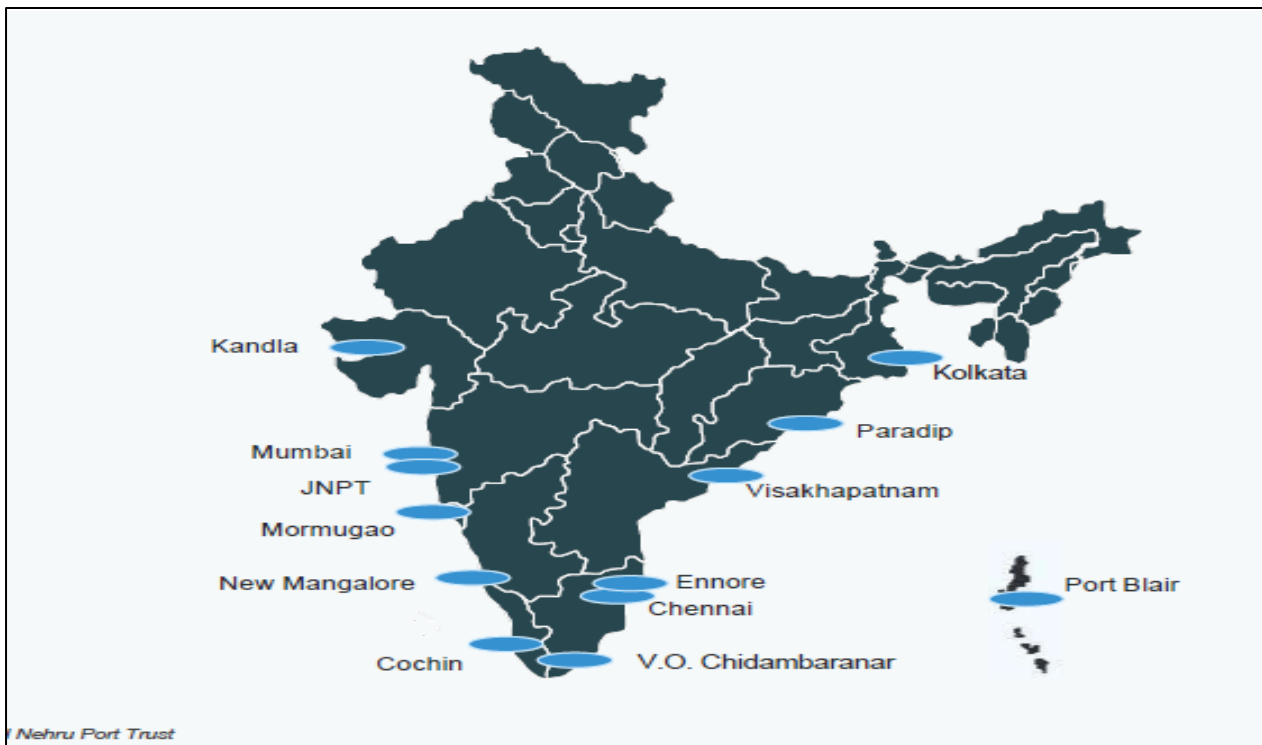 Kandla
Kolkata
Paradip
Mumbai
JNPT
Visakhapatnam
Mormugao
New Mangalore
Ennore
Port Blair
Chennai
Cochin
V.O. Chidambaranar
Nehru Port Trust